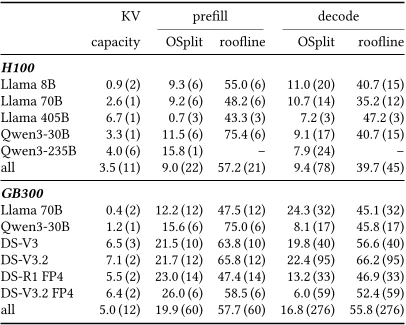 KV prefill decode
capacity OSplit roofline OSplit roofline
H100
Llama 8B 0.9 (2) 9.3 (6) 55.0 (6) 11.0 (20) 40.7 (15)
Llama 70B 2.6 (1) 9.2 (6) 48.2 (6) 10.7 (14) 35.2 (12)
Llama 405B 6.7 (1) 0.7 (3) 43.3 (3) 7.2 (3) 47.2 (3)
Qwen3-30B 3.3 (1) 11.5 (6) 75.4 (6) 9.1 (17) 40.7 (15)
Qwen3-235B 4.0 (6) 15.8 (1) – 7.9 (24) –
all 3.5 (11) 9.0 (22) 57.2 (21) 9.4 (78) 39.7 (45)
GB300
Llama 70B 0.4 (2) 12.2 (12) 47.5 (12) 24.3 (32) 45.1 (32)
Qwen3-30B 1.2 (1) 15.6 (6) 75.0 (6) 8.1 (17) 45.8 (17)
DS-V3 6.5 (3) 21.5 (10) 63.8 (10) 19.8 (40) 56.6 (40)
DS-V3.2 7.1 (2) 21.7 (12) 65.8 (12) 22.4 (95) 66.2 (95)
DS-R1 FP4 5.5 (2) 23.0 (14) 47.4 (14) 13.2 (33) 46.9 (33)
DS-V3.2 FP4 6.4 (2) 26.0 (6) 58.5 (6) 6.0 (59) 52.4 (59)
all 5.0 (12) 19.9 (60) 57.7 (60) 16.8 (276) 55.8 (276)